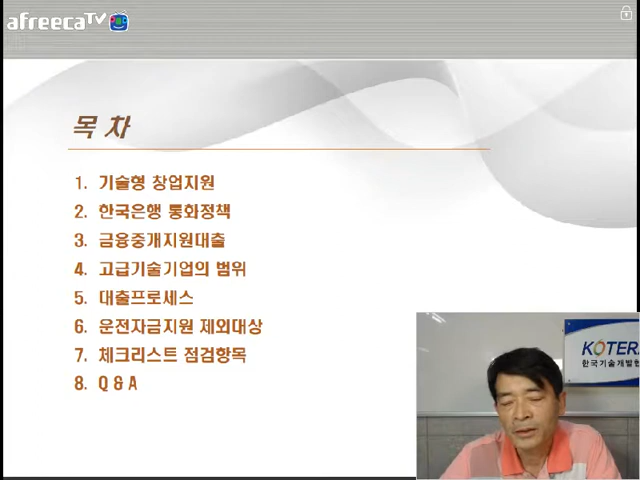 afreecaTV
목 차
1. 기술형 창업지원
2. 한국은행 통화정책
3. 금융중개지원대출
4. 고급기술기업의 범위
5. 대출프로세스
6. 운전자금지원 제외대상
7. 체크리스트 점검항목
8. Q & A
KOTER
한국기술개발협